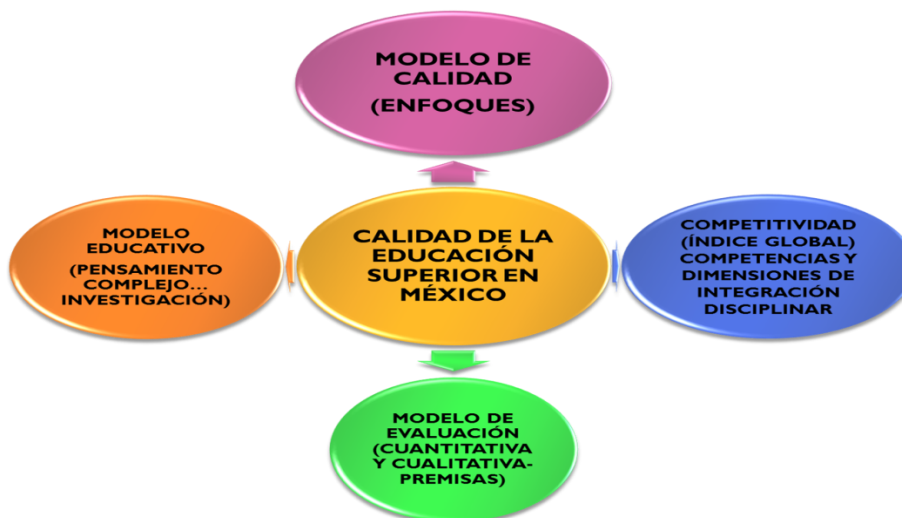 MODELO DE
CALIDAD
(ENFOQUES)
MODELO
EDUCATIVO
(PENSAMIENTO
COMPLEJO...
INVESTIGACIÓN)
CALIDAD DE LA
EDUCACIÓN
SUPERIOR EN
MÉXICO
COMPETITIVIDAD
(ÍNDICE GLOBAL)
COMPETENCIAS Y
DIMENSIONES DE
INTEGRACIÓN
DISCIPLINAR
MODELO DE
EVALUACIÓN
(CUANTITATIVA
Y CUALITATIVA-
PREMISAS)